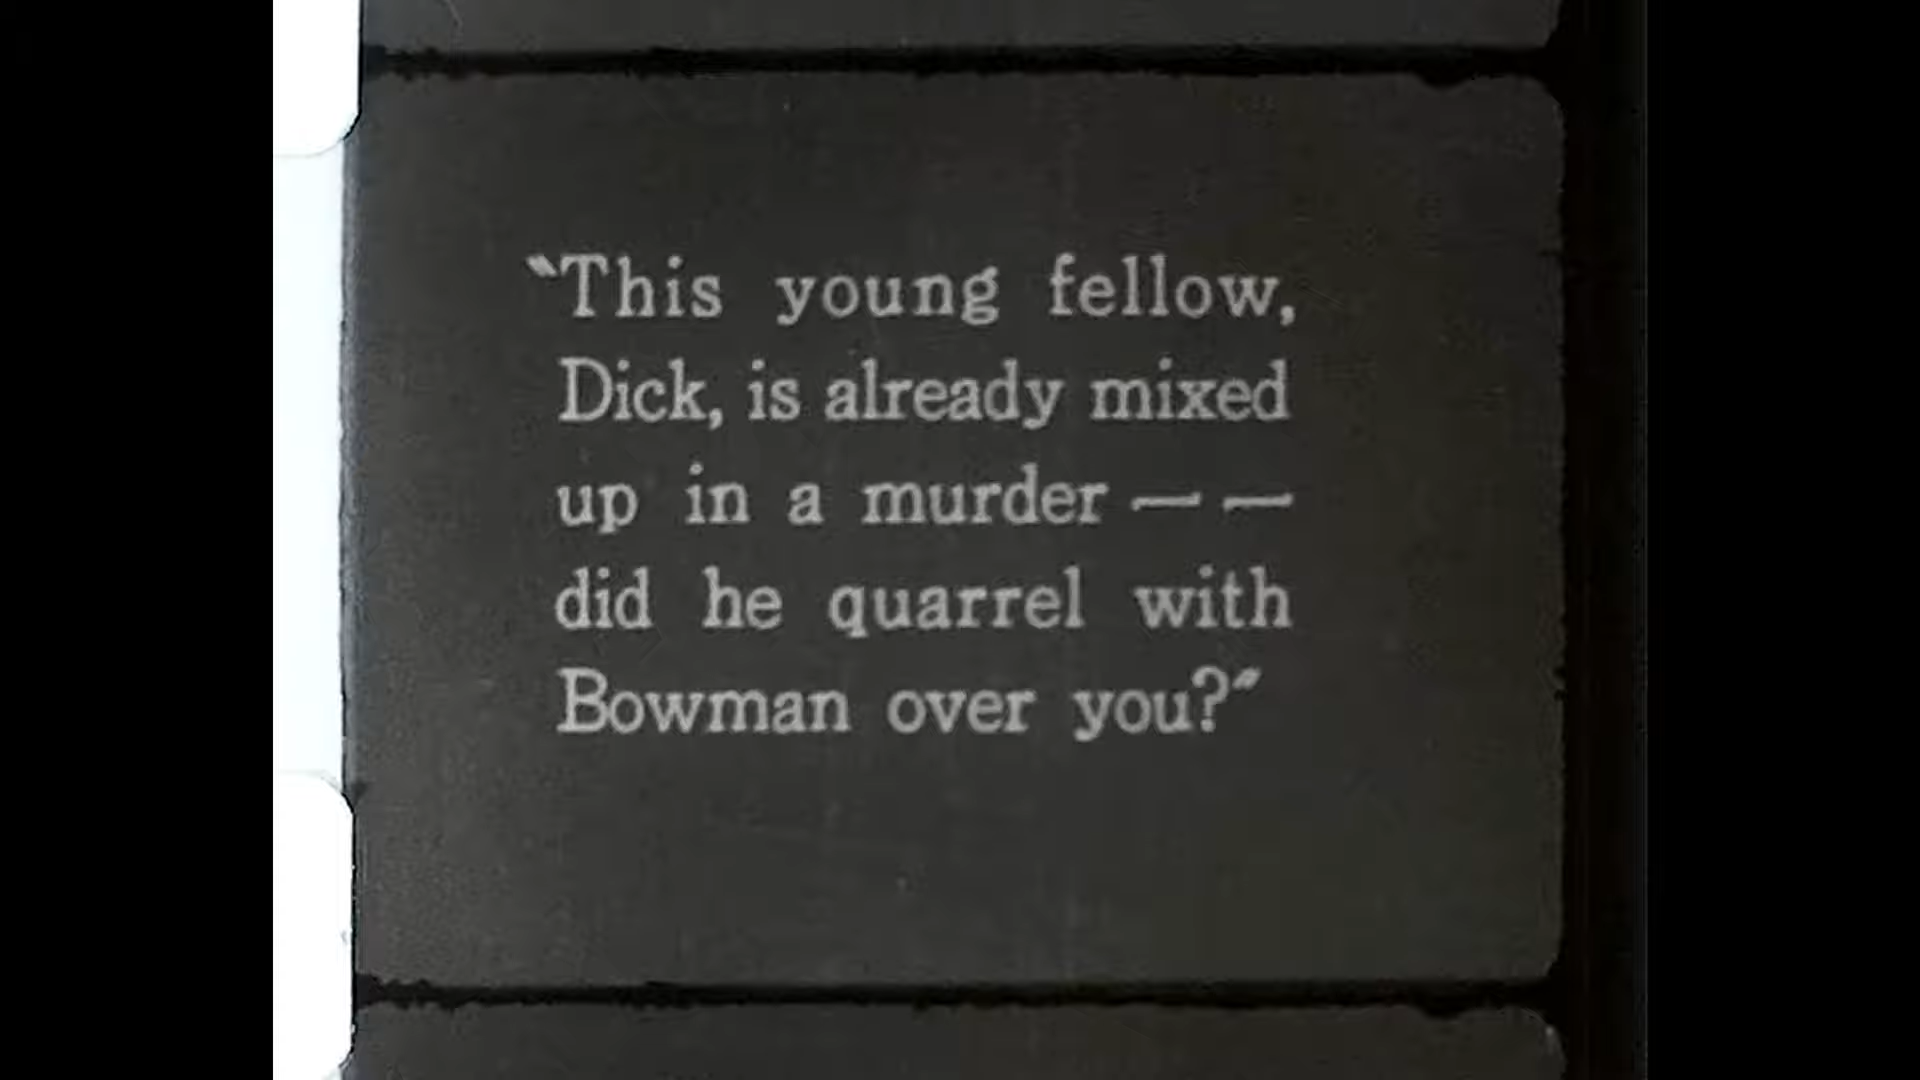 "This young fellow,
Dick, is already mixed
up in a murder — —
did he quarrel with
Bowman over you?"